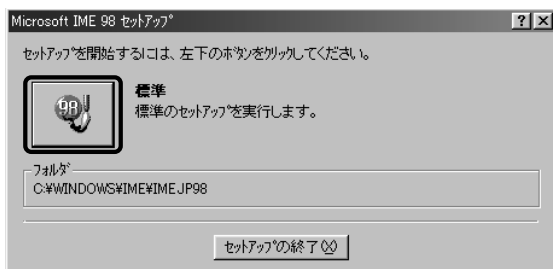 Microsoft IME 98 ｾｯﾄｱｯﾌﾟ
ｾｯﾄｱｯﾌﾟを開始するには、左下のﾎﾞﾀﾝをｸﾘｯｸしてください。
98
標準
標準のｾｯﾄｱｯﾌﾟを実行します。
ﾌｫﾙﾀﾞ
C:¥WINDOWS¥IME¥IMEJP98
ｾｯﾄｱｯﾌﾟの終了(X)